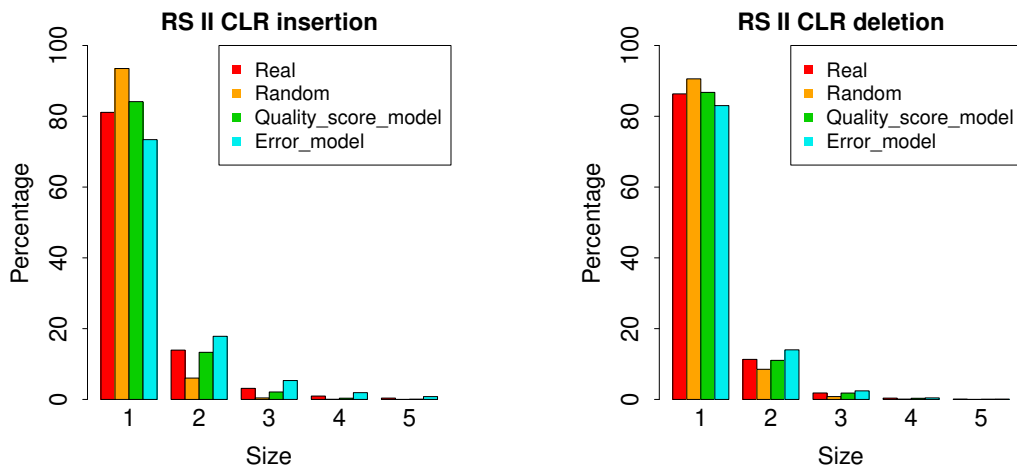 RS II CLR insertion
100
80
60
40
20
0
Percentage
Real
Random
Quality_score_model
Error_model
1 2 3 4 5
Size
RS II CLR deletion
100
80
60
40
20
0
Percentage
Real
Random
Quality_score_model
Error_model
1 2 3 4 5
Size